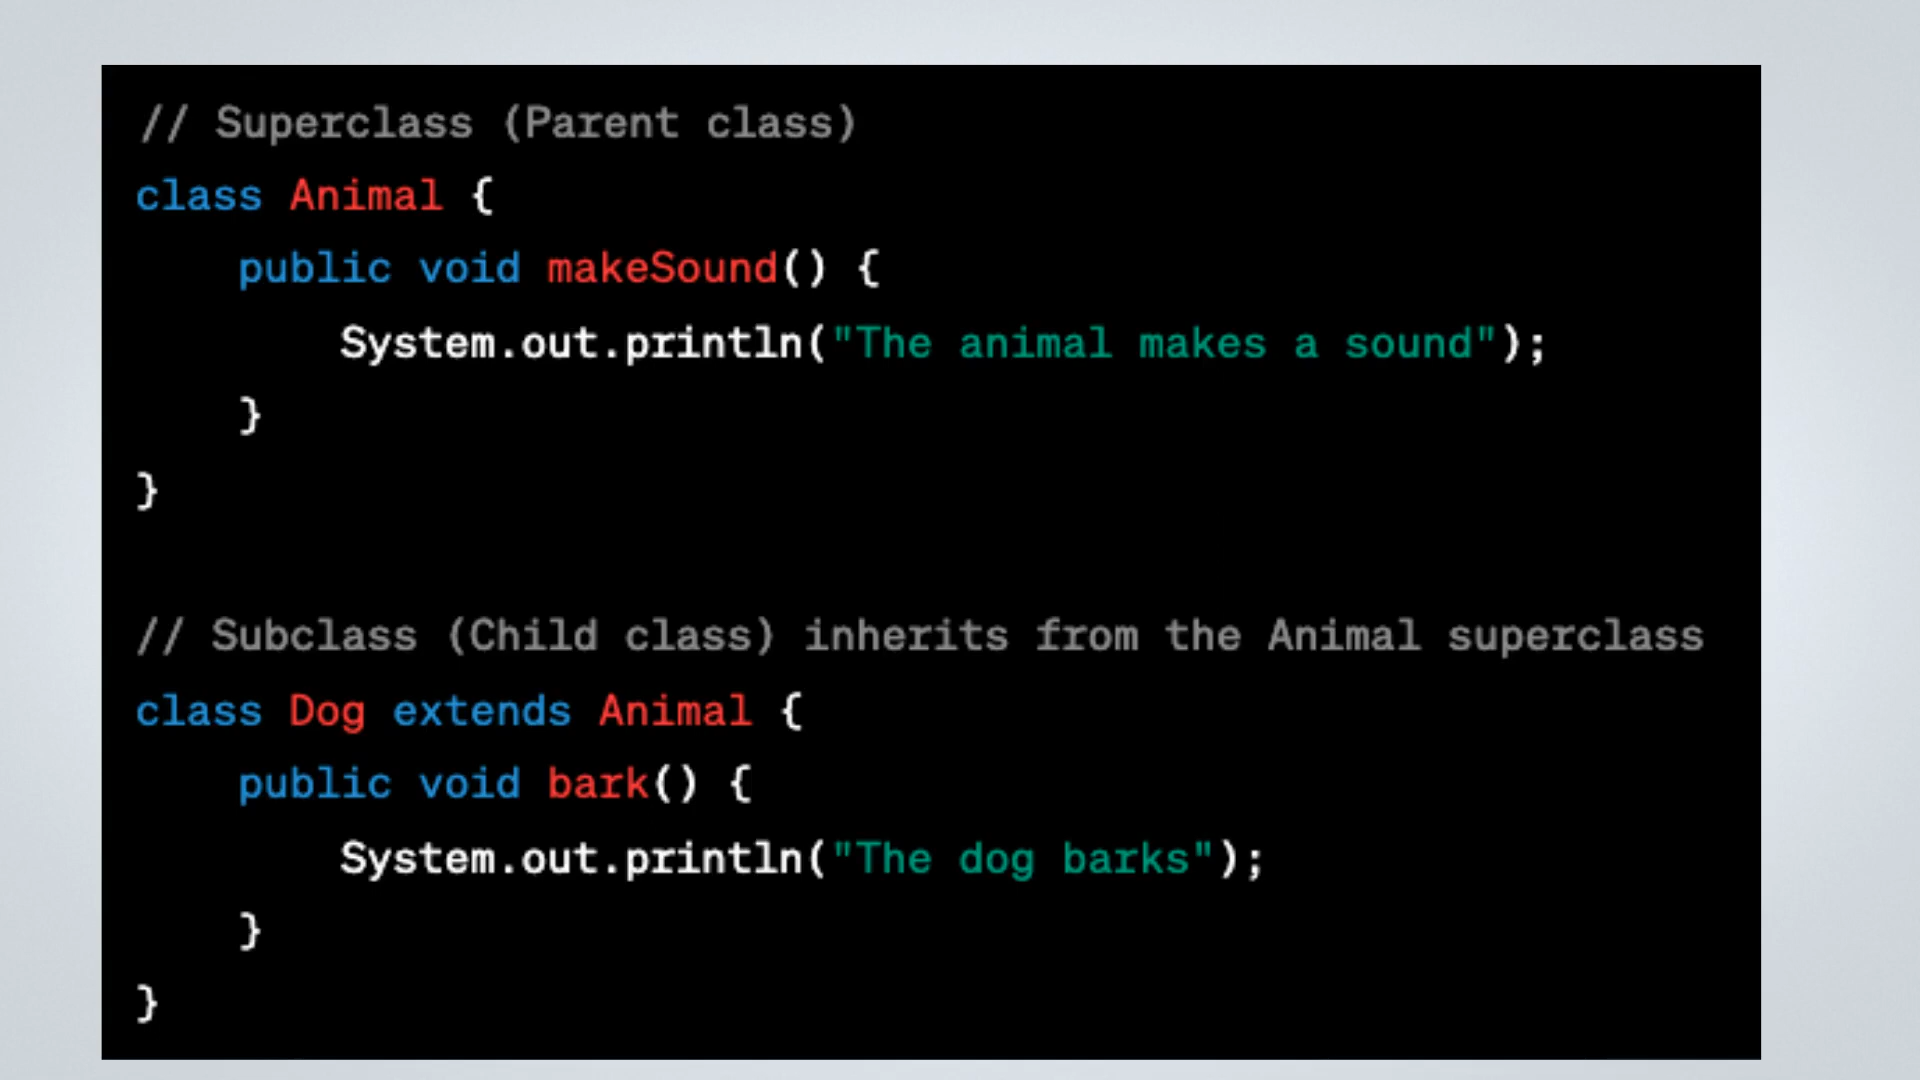 // Superclass (Parent class)
class Animal {
    public void makeSound() {
        System.out.println("The animal makes a sound");
    }
}
// Subclass (Child class) inherits from the Animal superclass
class Dog extends Animal {
    public void bark() {
        System.out.println("The dog barks");
    }
}